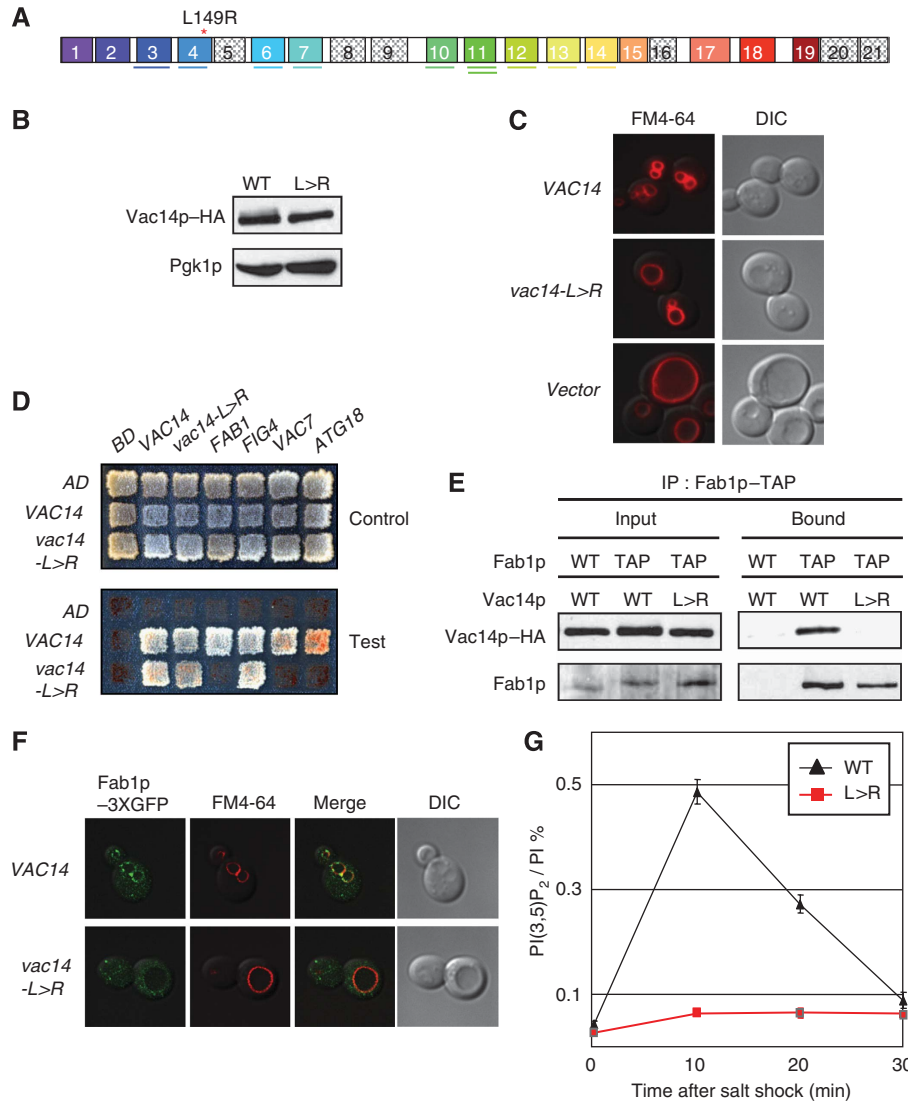 A
L149R
*
1 2 3 4 5 6 7 8 9 10 11 12 13 14 15 16 17 18 19 20 21
B
WT L>R
Vac14p–HA
Pgk1p
C
FM4-64 DIC
VAC14
vac14-L>R
Vector
D
BD VAC14 vac14-L>R FAB1 FIG4 VAC7 ATG18
AD
VAC14
vac14
-L>R
Control
AD
VAC14
vac14
-L>R
Test
E
IP : Fab1p–TAP
Input Bound
Fab1p WT TAP TAP WT TAP TAP
Vac14p WT WT L>R WT WT L>R
Vac14p–HA
Fab1p
F
Fab1p
–3XGFP FM4-64 Merge DIC
VAC14
vac14
-L>R
G
WT
L>R
PI(3,5)P2 / PI %
0.5
0.3
0.1
0 10 20 30
Time after salt shock (min)